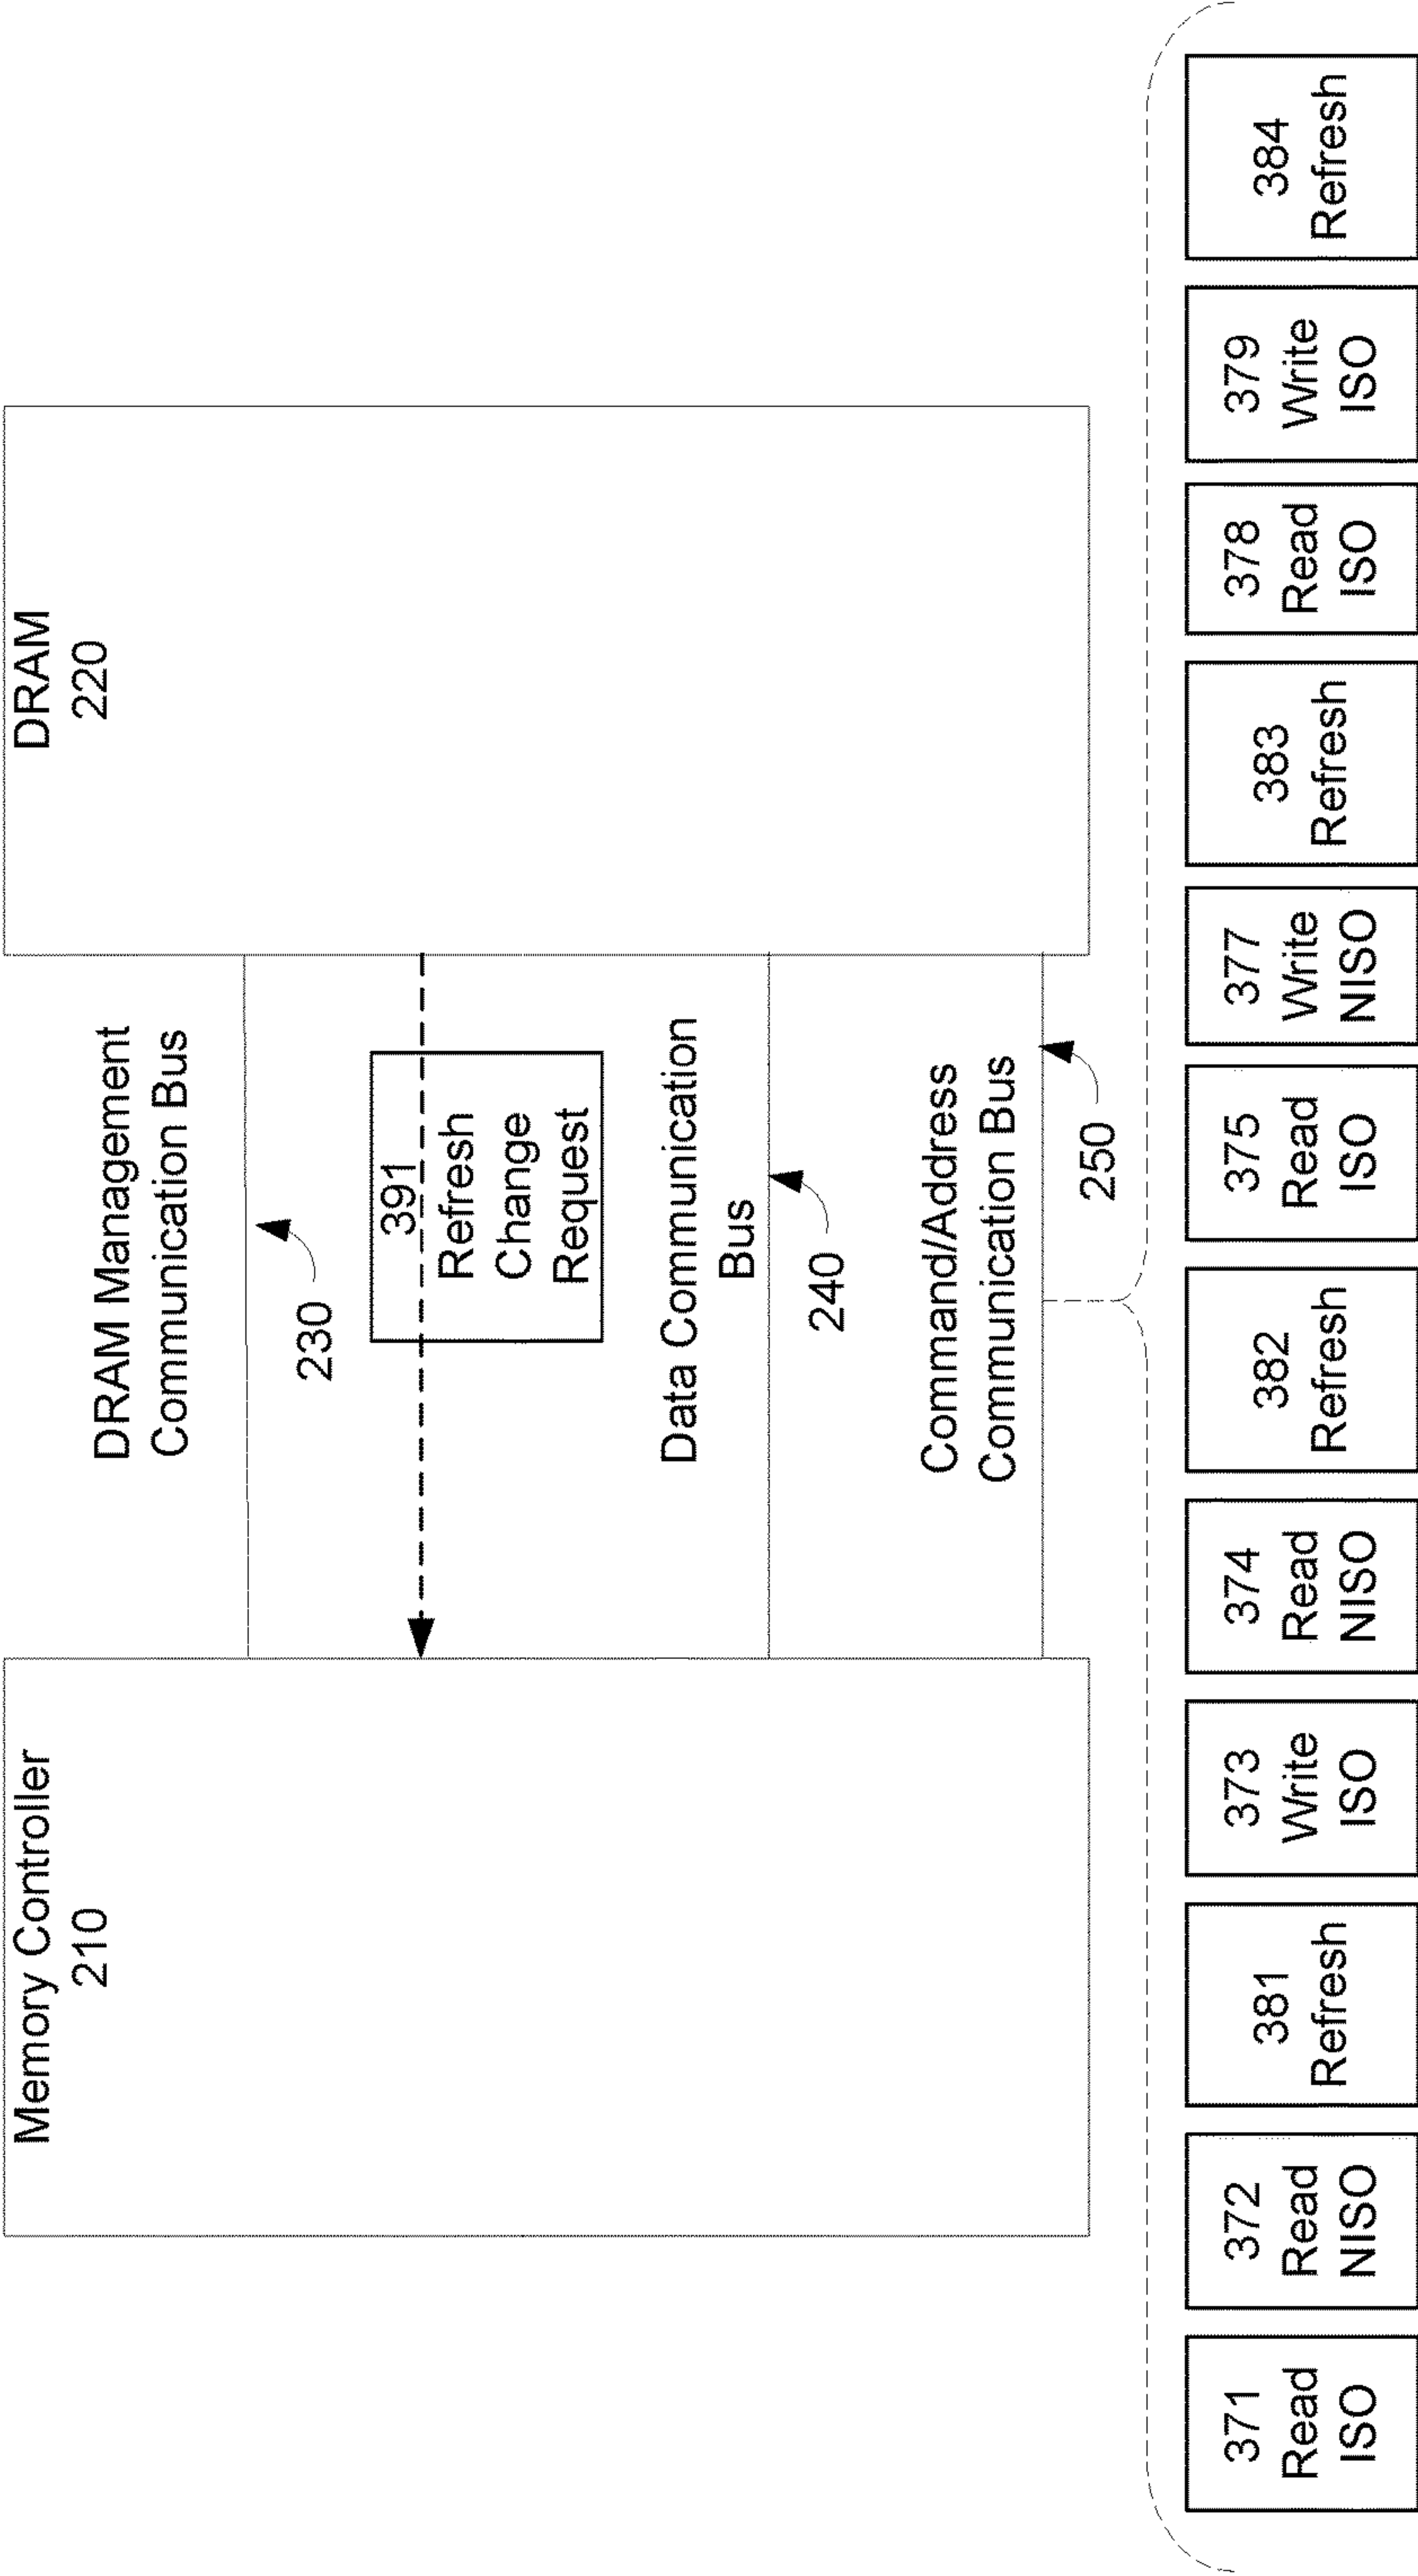 Memory Controller
210
DRAM
220
DRAM Management
Communication Bus
230
391
Refresh
Change
Request
Data Communication
Bus
240
Command/Address
Communication Bus
250
371
Read
ISO
372
Read
NISO
381
Refresh
373
Write
ISO
374
Read
NISO
382
Refresh
375
Read
ISO
377
Write
NISO
383
Refresh
378
Read
ISO
379
Write
ISO
384
Refresh